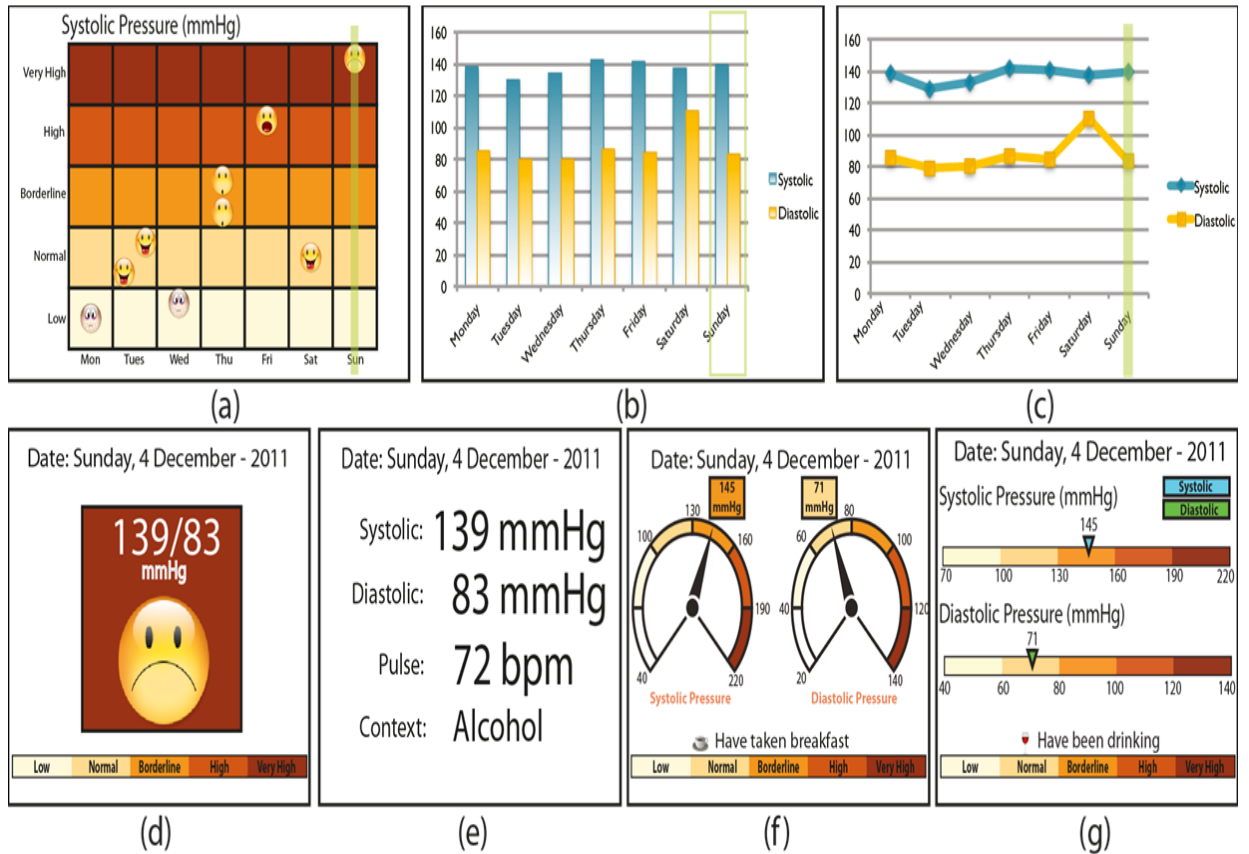 Systolic Pressure (mmHg)
Very High
High
Borderline
Normal
Low
Mon Tues Wed Thu Fri Sat Sun
(a)
160
140
120
100
80
60
40
20
0
Monday Tuesday Wednesday Thursday Friday Saturday Sunday
Systolic
Diastolic
(b)
160
140
120
100
80
60
40
20
0
Monday Tuesday Wednesday Thursday Friday Saturday Sunday
Systolic
Diastolic
(c)
Date: Sunday, 4 December - 2011
139/83
mmHg
Low Normal Borderline High Very High
(d)
Date: Sunday, 4 December - 2011
Systolic: 139 mmHg
Diastolic: 83 mmHg
Pulse: 72 bpm
Context: Alcohol
(e)
Date: Sunday, 4 December - 2011
145
mmHg
40 100 130 160 190 220
Systolic Pressure
71
mmHg
20 40 60 80 100 120 140
Diastolic Pressure
Have taken breakfast
Low Normal Borderline High Very High
(f)
Date: Sunday, 4 December - 2011
Systolic Pressure (mmHg)
Systolic
Diastolic
145
70 100 130 160 190 220
Diastolic Pressure (mmHg)
71
40 60 80 100 120 140
Have been drinking
Low Normal Borderline High Very High
(g)